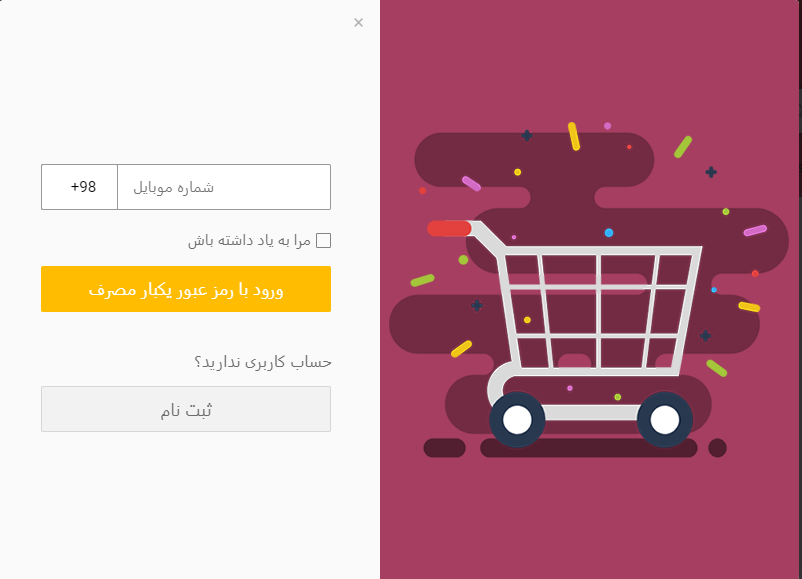 ×
+98
شماره موبایل
مرا به یاد داشته باش
ورود با رمز عبور یکبار مصرف
حساب کاربری ندارید؟
ثبت نام